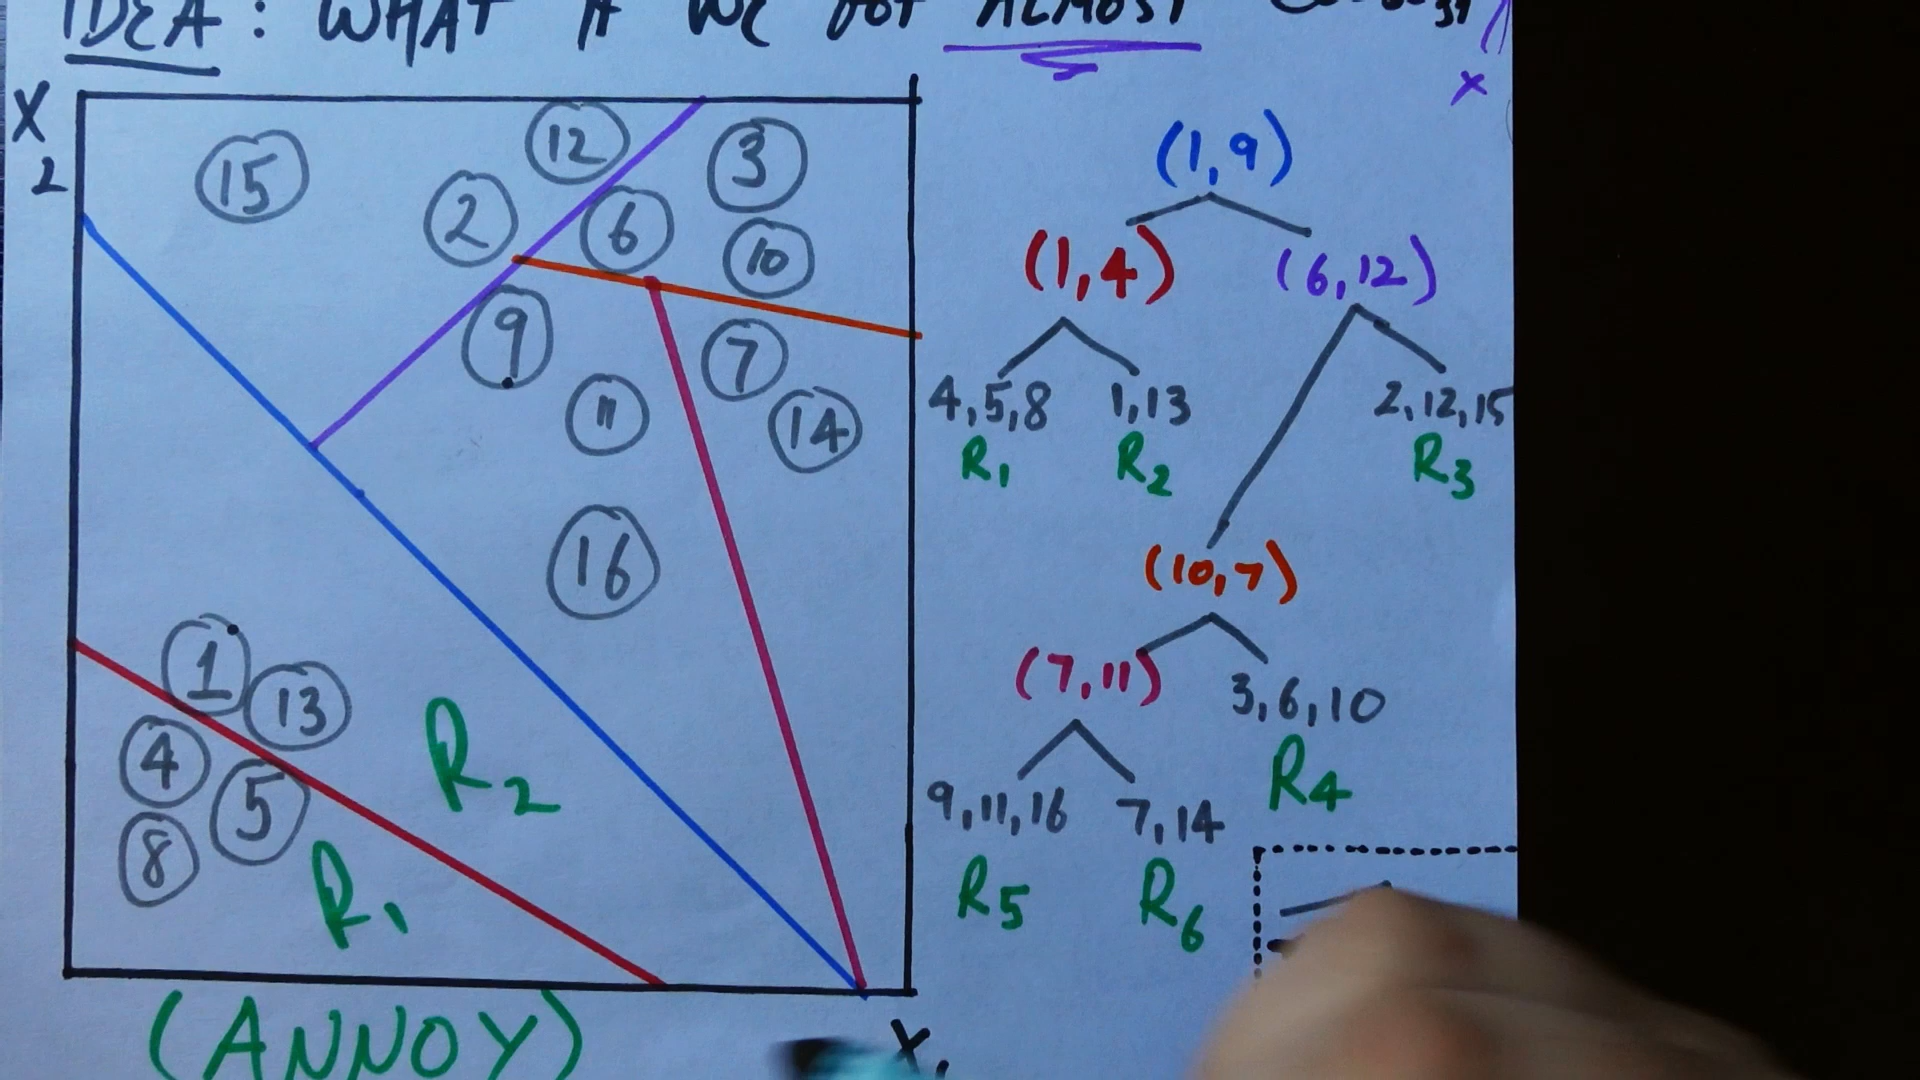 IDEA: WHAT IF WE GOT ALMOST
X
X2
15
12
3
2
6
10
9
7
11
14
16
1
13
4
5
8
R2
R1
(ANNOY)
X1
(1,9)
(1,4) (6,12)
4,5,8 1,13 2,12,15
R1 R2 R3
(10,7)
(7,11) 3,6,10
R4
9,11,16 7,14
R5 R6